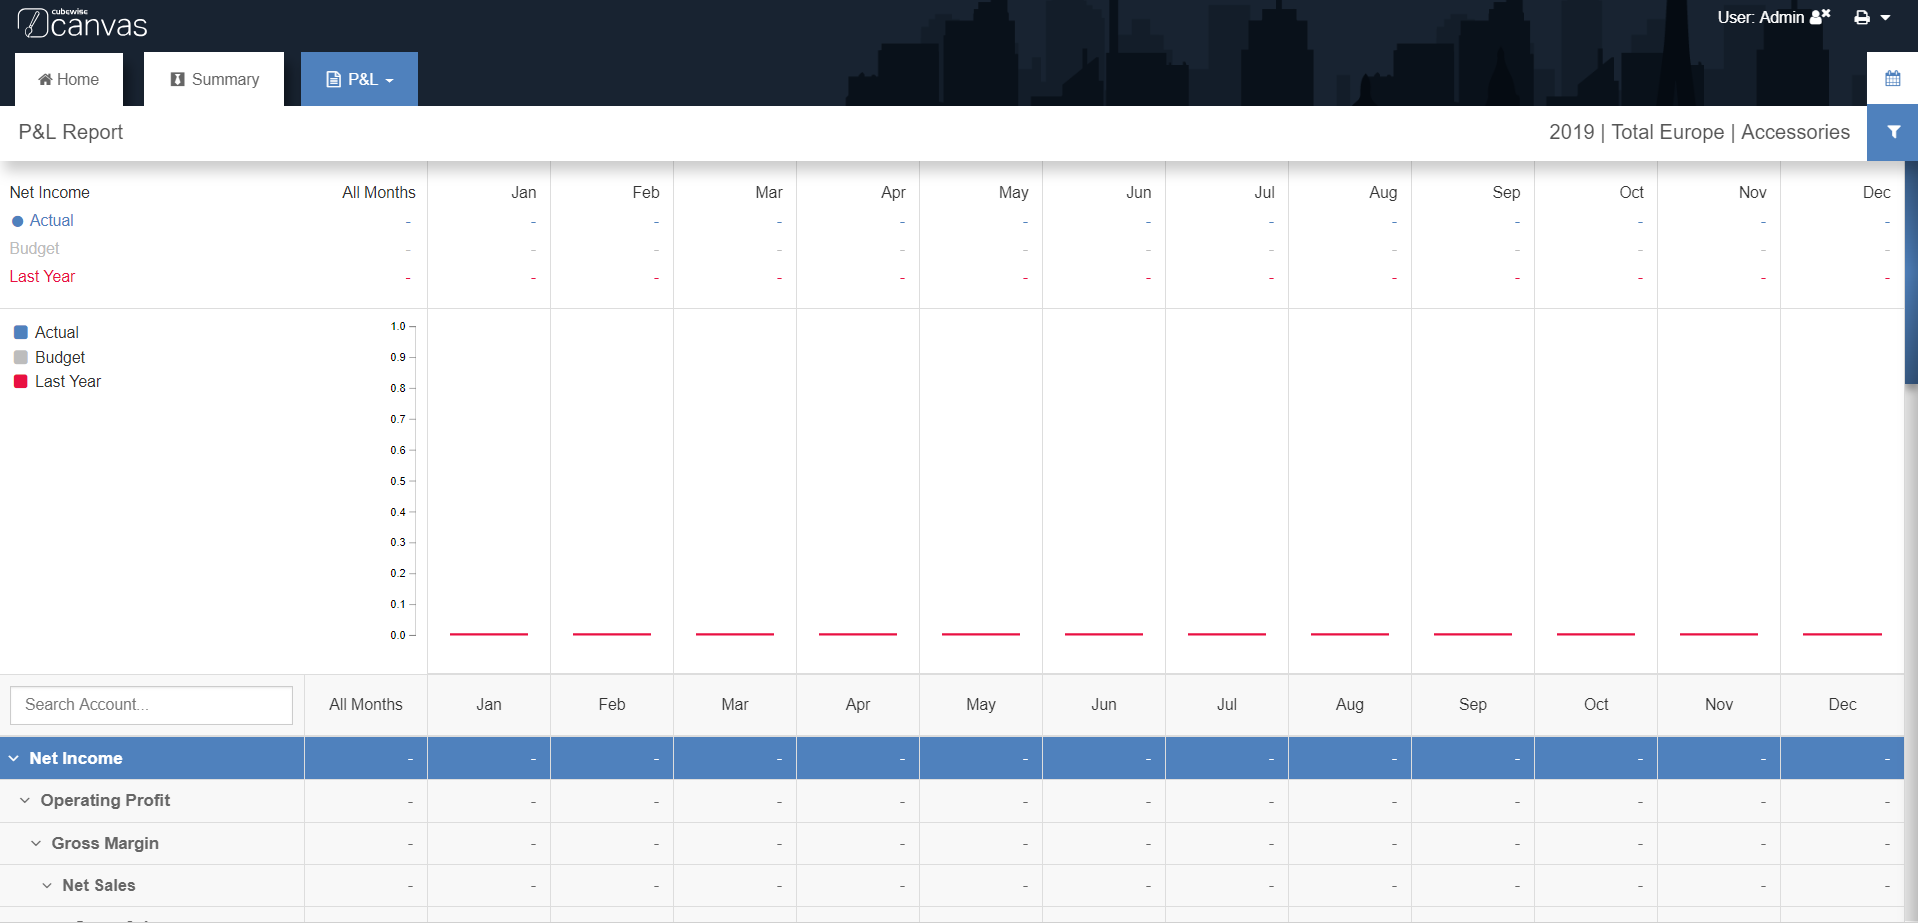 cubewise
canvas
User: Admin
Home
Summary
P&L
P&L Report
2019 | Total Europe | Accessories
Net Income All Months Jan Feb Mar Apr May Jun Jul Aug Sep Oct Nov Dec
Actual - - - - - - - - - - - - -
Budget - - - - - - - - - - - - -
Last Year - - - - - - - - - - - - -
Actual
Budget
Last Year
1.0
0.9
0.8
0.7
0.6
0.5
0.4
0.3
0.2
0.1
0.0
Search Account... All Months Jan Feb Mar Apr May Jun Jul Aug Sep Oct Nov Dec
Net Income - - - - - - - - - - - - -
Operating Profit - - - - - - - - - - - - -
Gross Margin - - - - - - - - - - - - -
Net Sales - - - - - - - - - - - - -